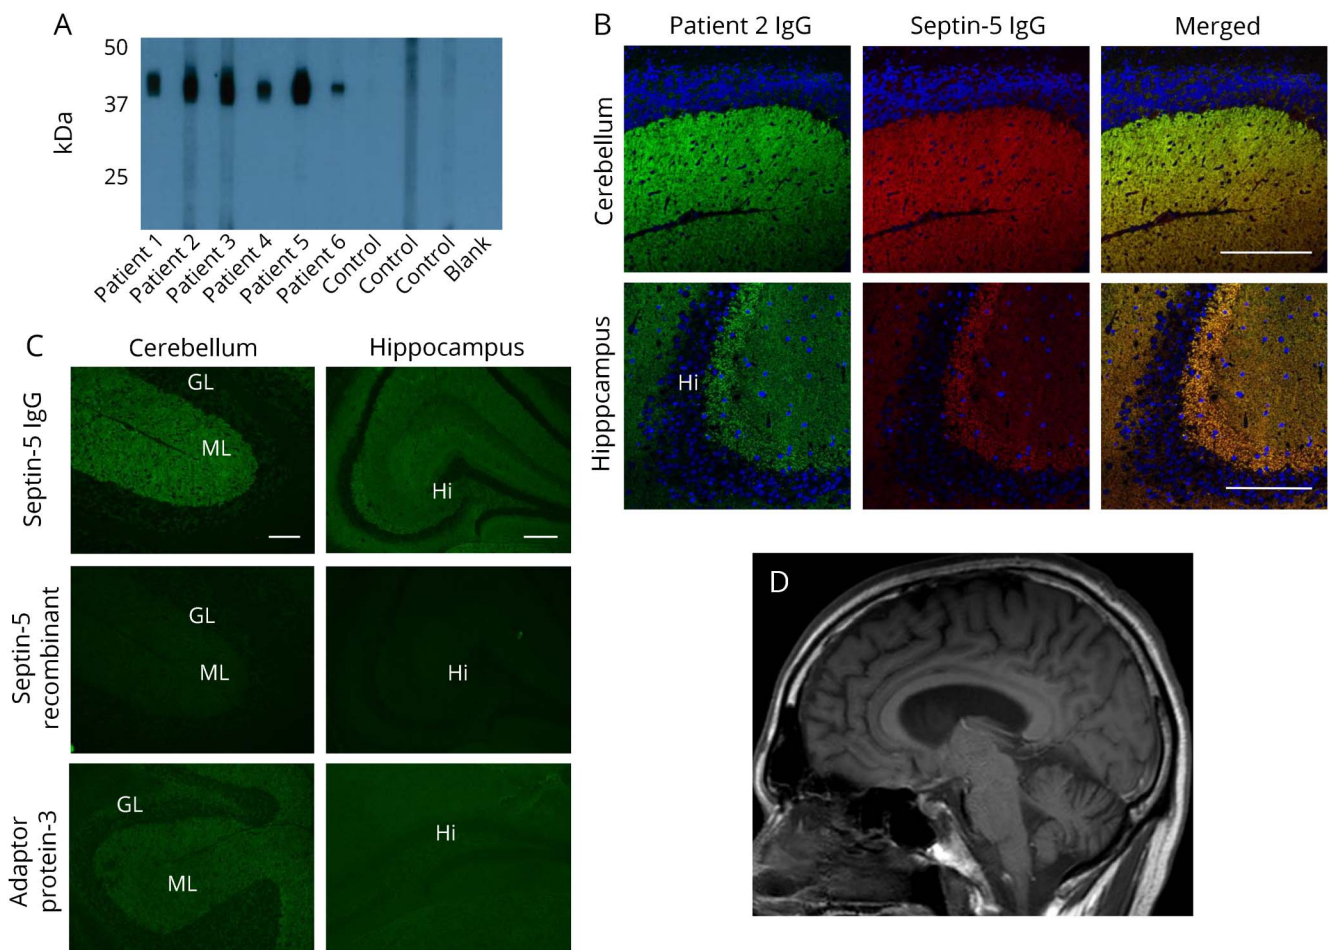 A
50
37
25
kDa
Patient 1
Patient 2
Patient 3
Patient 4
Patient 5
Patient 6
Control
Control
Control
Blank
B
Patient 2 IgG
Septin-5 IgG
Merged
Cerebellum
Hipppcampus
Hi
C
Cerebellum
Hippocampus
Septin-5 IgG
GL
ML
Hi
Septin-5
recombinant
GL
ML
Hi
Adaptor
protein-3
GL
ML
Hi
D